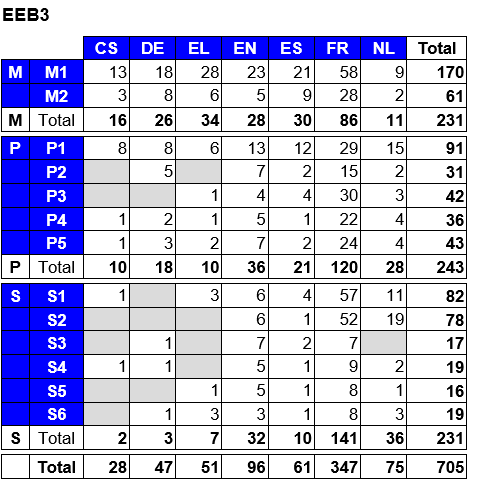 EEB3
CS DE EL EN ES FR NL Total
M M1 13 18 28 23 21 58 9 170
M2 3 8 6 5 9 28 2 61
M Total 16 26 34 28 30 86 11 231
P P1 8 8 6 13 12 29 15 91
P2 5 7 2 15 2 31
P3 1 4 4 30 3 42
P4 1 2 1 5 1 22 4 36
P5 1 3 2 7 2 24 4 43
P Total 10 18 10 36 21 120 28 243
S S1 1 3 6 4 57 11 82
S2 6 1 52 19 78
S3 1 7 2 7 17
S4 1 1 5 1 9 2 19
S5 1 5 1 8 1 16
S6 1 3 3 1 8 3 19
S Total 2 3 7 32 10 141 36 231
Total 28 47 51 96 61 347 75 705